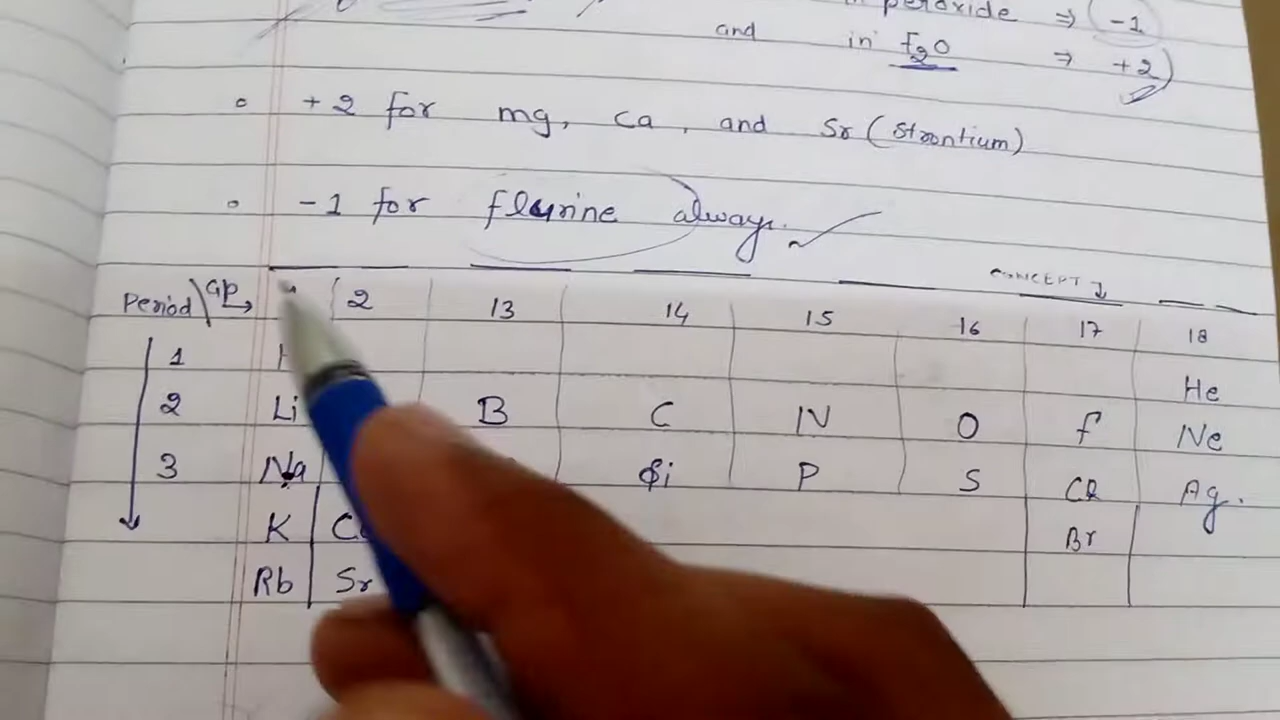 in peroxide ⇒ (-1
and in F2O ⇒ +2)
∘ +2 for mg, Ca, and Sr (Strontium)
∘ -1 for flurine always.
CONCEPT ↓
Period\Gp→ 2 13 14 15 16 17 18
1 H He
2 Li B C N O f Ne
3 Na Si P S Cl Ag.
K Ca Br
Rb Sr